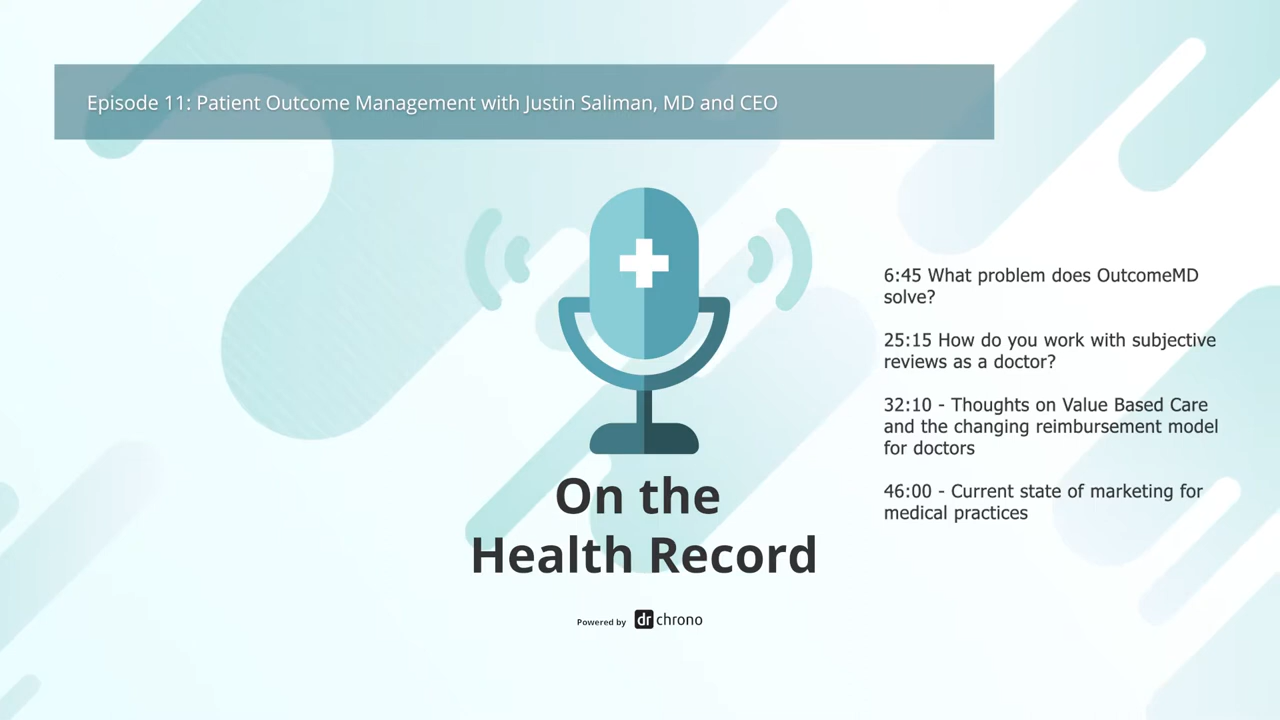 Episode 11: Patient Outcome Management with Justin Saliman, MD and CEO
6:45 What problem does OutcomeMD
solve?
25:15 How do you work with subjective
reviews as a doctor?
32:10 - Thoughts on Value Based Care
and the changing reimbursement model
for doctors
46:00 - Current state of marketing for
medical practices
On the
Health Record
Powered by dr chrono